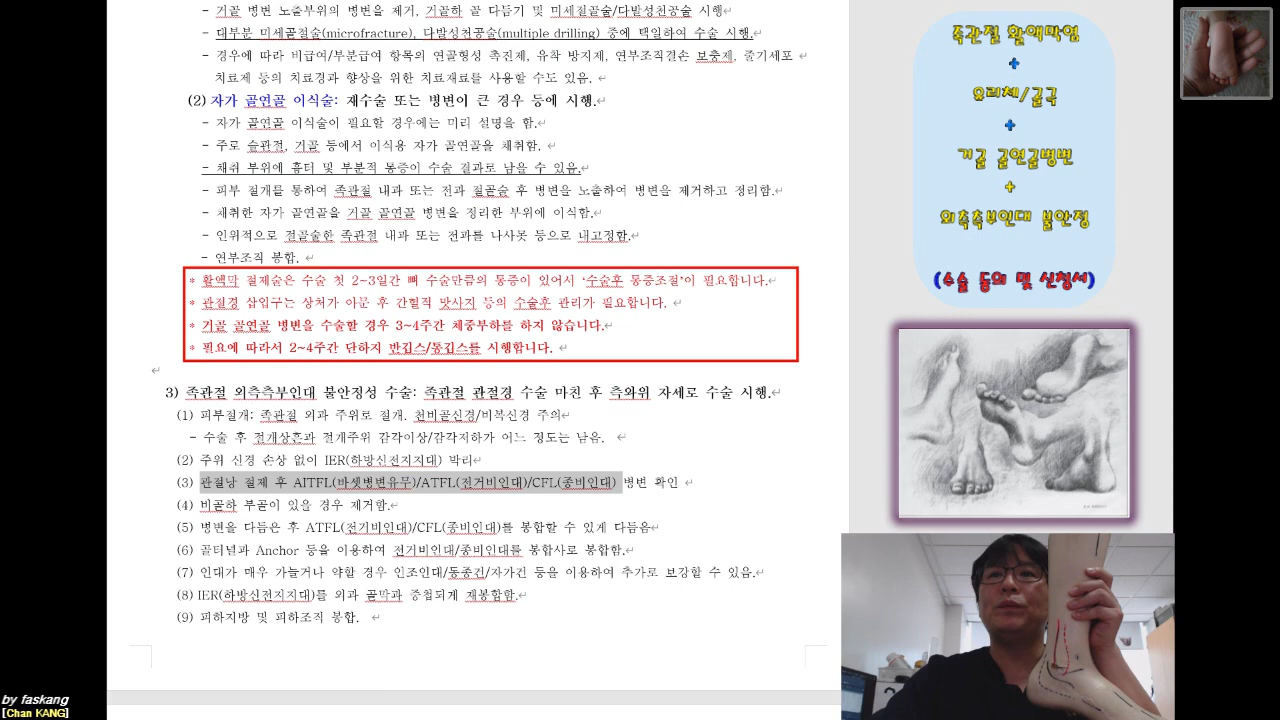 - 거골 병변 노출부위의 병변을 제거, 거골하 골 다듬기 및 미세절골술/다발성천공술 시행
- 대부분 미세골절술(microfracture), 다발성천공술(multiple drilling) 중에 택일하여 수술 시행.
- 경우에 따라 비급여/부분급여 항목의 연골형성 촉진제, 유착 방지제, 연부조직결손 보충제, 줄기세포
치료제 등의 치료경과 향상을 위한 치료재료를 사용할 수도 있음.
(2) 자가 골연골 이식술: 재수술 또는 병변이 큰 경우 등에 시행.
- 자가 골연골 이식술이 필요할 경우에는 미리 설명을 함.
- 주로 슬관절, 거골 등에서 이식용 자가 골연골을 채취함.
- 채취 부위에 흉터 및 부분적 통증이 수술 결과로 남을 수 있음.
- 피부 절개를 통하여 족관절 내과 또는 전과 절골술 후 병변을 노출하여 병변을 제거하고 정리함.
- 채취한 자가 골연골을 거골 골연골 병변을 정리한 부위에 이식함.
- 인위적으로 절골술한 족관절 내과 또는 전과를 나사못 등으로 내고정함.
- 연부조직 봉합.
* 활액막 절제술은 수술 첫 2~3일간 뼈 수술만큼의 통증이 있어서 '수술후 통증조절'이 필요합니다.
* 관절경 삽입구는 상처가 아문 후 간헐적 맛사지 등의 수술후 관리가 필요합니다.
* 거골 골연골 병변을 수술할 경우 3~4주간 체중부하를 하지 않습니다.
* 필요에 따라서 2~4주간 단하지 반깁스/통깁스를 시행합니다.
3) 족관절 외측측부인대 불안정성 수술: 족관절 관절경 수술 마친 후 측와위 자세로 수술 시행.
(1) 피부절개: 족관절 외과 주위로 절개. 천비골신경/비복신경 주의
- 수술 후 절개상흔과 절개주위 감각이상/감각저하가 어느 정도는 남음.
(2) 주위 신경 손상 없이 IER(하방신전지지대) 박리
(3) 관절낭 절제 후 AITFL(바셋병변유무)/ATFL(전거비인대)/CFL(종비인대) 병변 확인
(4) 비골하 부골이 있을 경우 제거함.
(5) 병변을 다듬은 후 ATFL(전기비인대)/CFL(종비인대)를 봉합할 수 있게 다듬음
(6) 골터널과 Anchor 등을 이용하여 전거비인대/종비인대를 봉합사로 봉합함.
(7) 인대가 매우 가늘거나 약할 경우 인조인대/동종건/자가건 등을 이용하여 추가로 보강할 수 있음.
(8) IER(하방신전지지대)를 외과 골막과 중첩되게 재봉합함.
(9) 피하지방 및 피하조직 봉합.
족관절 활액막염
+
유리체/골극
+
거골 골연골병변
+
외측측부인대 불안정
(수술 동의 및 신청서)
by faskang
[Chan KANG]